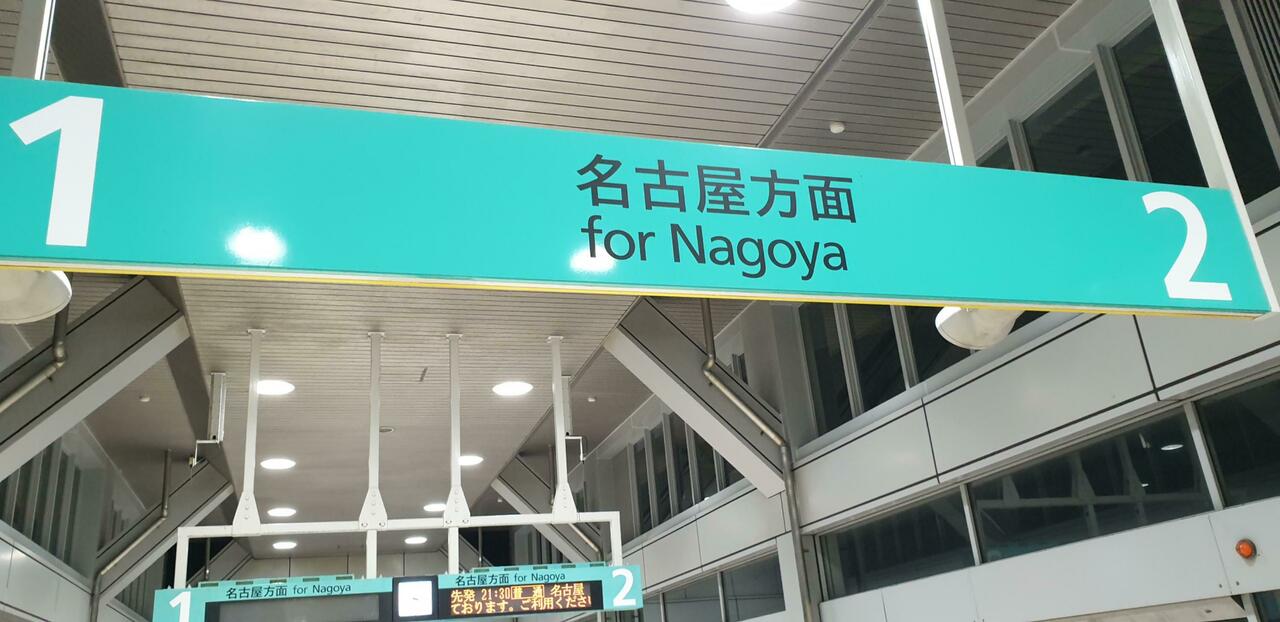 1
名古屋方面
for Nagoya
2
1
名古屋方面 for Nagoya
名古屋方面 for Nagoya
先発 21:30 普通 名古屋
ております。ご利用くださ
2